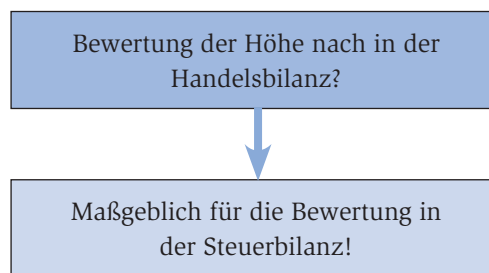 Bewertung der Höhe nach in der
Handelsbilanz?
Maßgeblich für die Bewertung in
der Steuerbilanz!